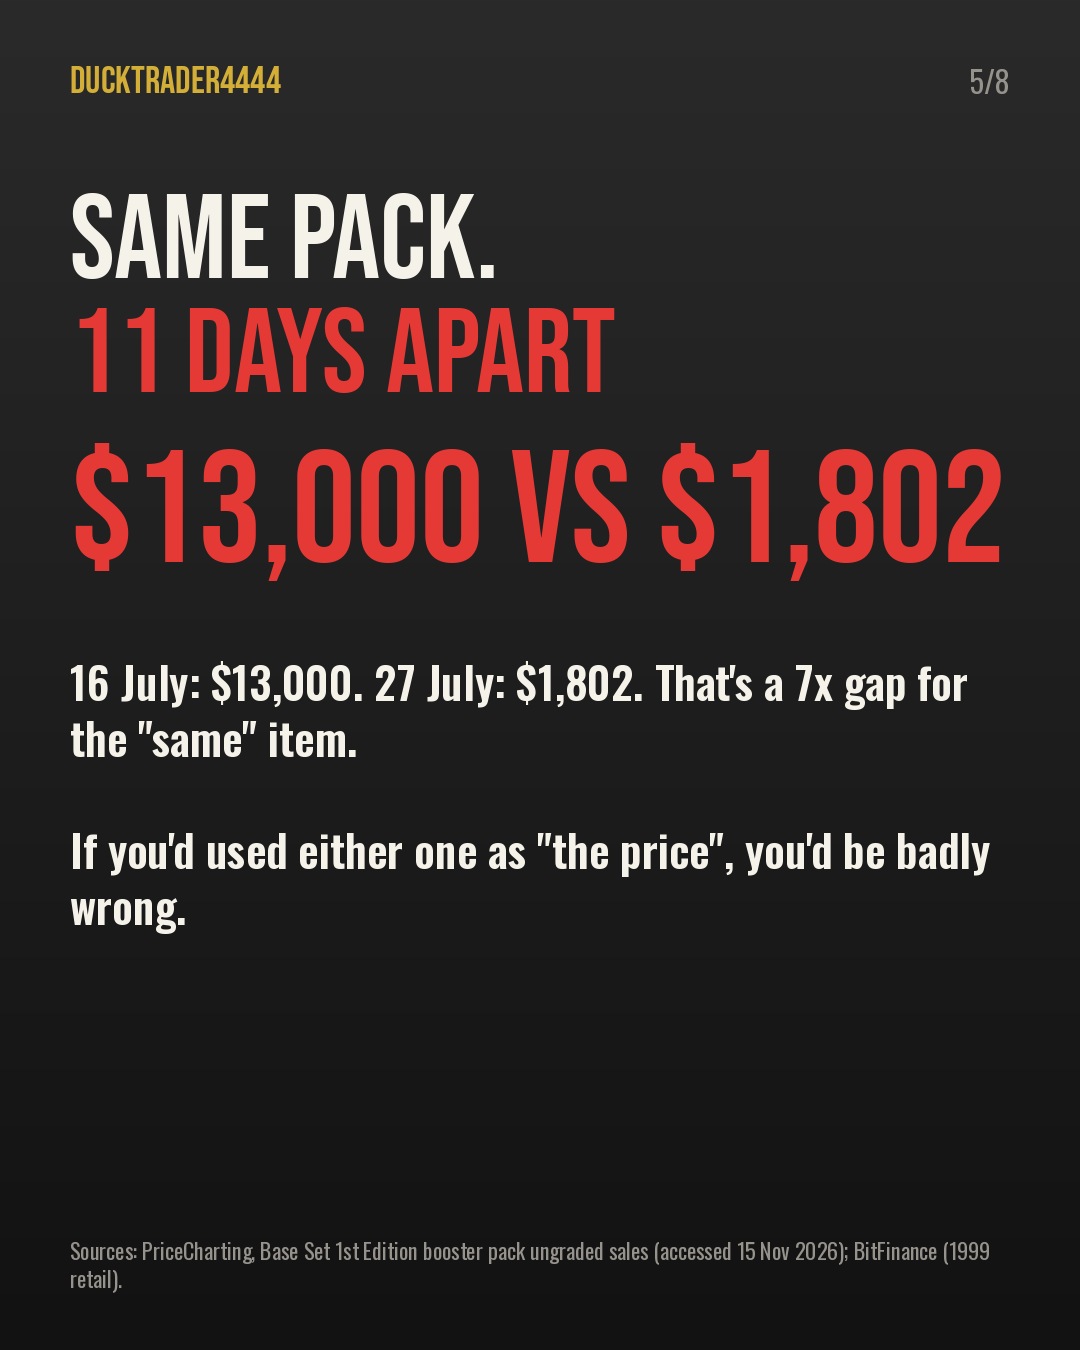 DUCKTRADER4444
5/8
SAME PACK.
11 DAYS APART
$13,000 VS $1,802
16 July: $13,000. 27 July: $1,802. That's a 7x gap for
the "same" item.
If you'd used either one as "the price", you'd be badly
wrong.
Sources: PriceCharting, Base Set 1st Edition booster pack ungraded sales (accessed 15 Nov 2026); BitFinance (1999
retail).